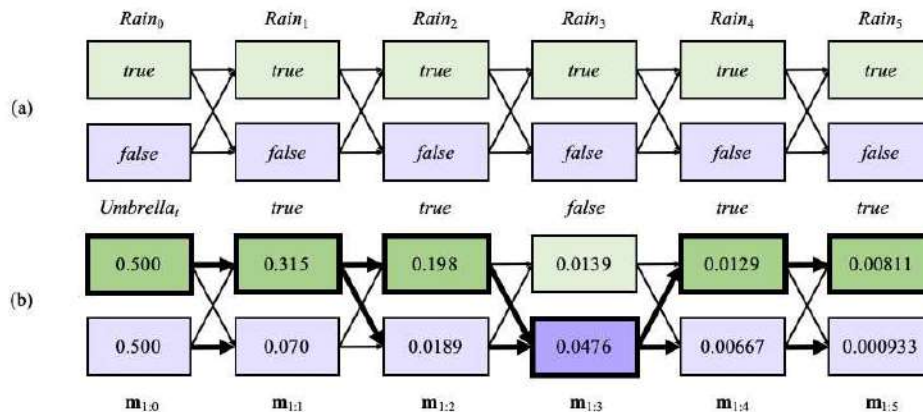 Rain₀ Rain₁ Rain₂ Rain₃ Rain₄ Rain₅
true true true true true true
(a)
false false false false false false
Umbrellaₜ true true false true true
0.500 0.315 0.198 0.0139 0.0129 0.00811
(b)
0.500 0.070 0.0189 0.0476 0.00667 0.000933
m₁:₀ m₁:₁ m₁:₂ m₁:₃ m₁:₄ m₁:₅